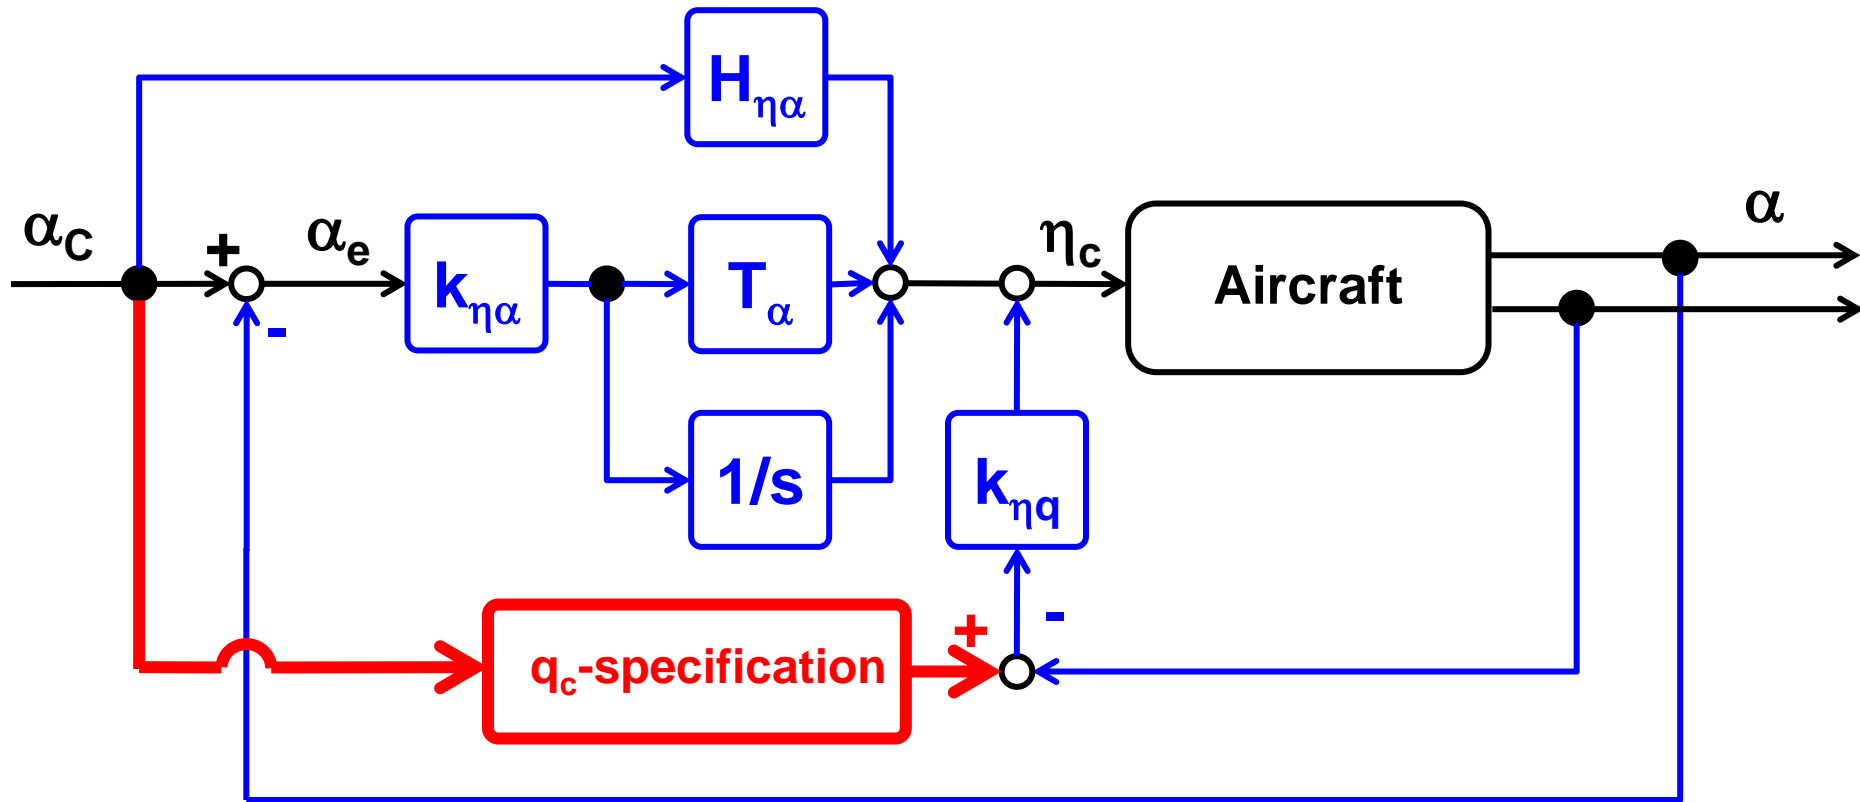 Hηα
αC
+
αe
-
kηα
Tα
ηc
Aircraft
α
1/s
kηq
qc-specification
+
-